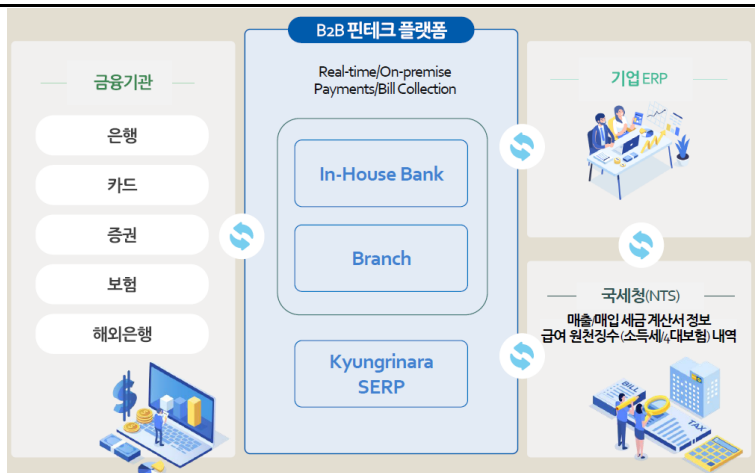 B2B 핀테크 플랫폼
금융기관
은행
카드
증권
보험
해외은행
Real-time/On-premise
Payments/Bill Collection
In-House Bank
Branch
Kyungrinara
SERP
기업 ERP
국세청(NTS)
매출/매입 세금 계산서 정보
급여 원천징수(소득세/4대보험) 내역
BILL
TAX